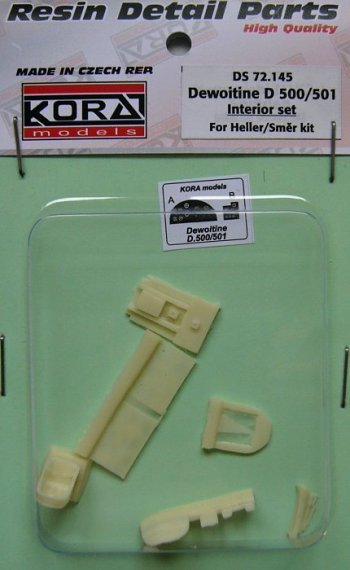 Resin Detail Parts
High Quality
MADE IN CZECH REP.
KORA
models
DS 72.145
Dewoitine D 500/501
Interior set
For Heller/Směr kit
KORA models
A
B
Dewoitine
D.500/501